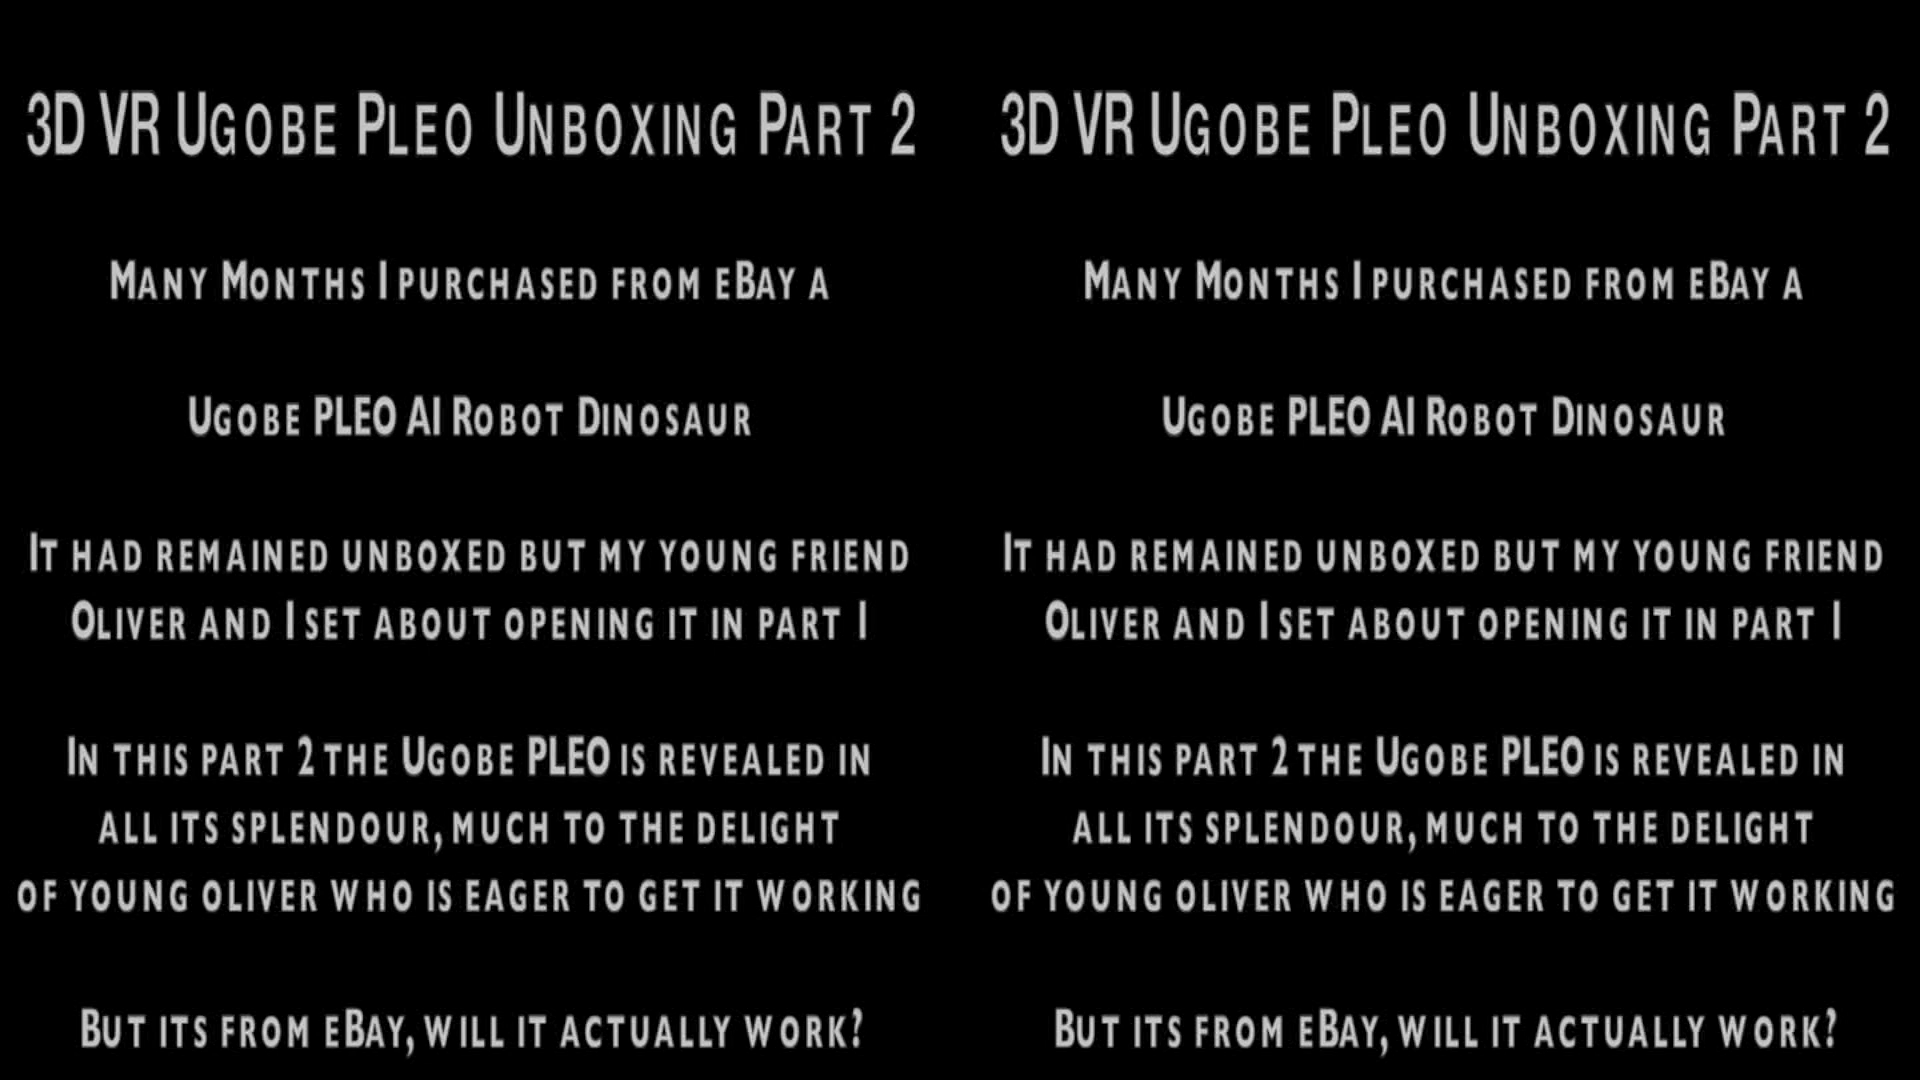 3D VR Ugobe Pleo Unboxing Part 2
Many Months I purchased from eBay a
Ugobe PLEO AI Robot Dinosaur
It had remained unboxed but my young friend
Oliver and I set about opening it in part 1
In this part 2 the Ugobe PLEO is revealed in
all its splendour, much to the delight
of young oliver who is eager to get it working
But its from eBay, will it actually work?
3D VR Ugobe Pleo Unboxing Part 2
Many Months I purchased from eBay a
Ugobe PLEO AI Robot Dinosaur
It had remained unboxed but my young friend
Oliver and I set about opening it in part 1
In this part 2 the Ugobe PLEO is revealed in
all its splendour, much to the delight
of young oliver who is eager to get it working
But its from eBay, will it actually work?